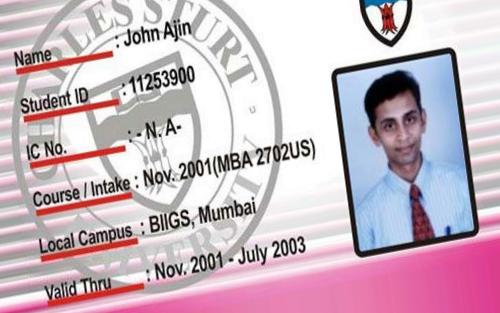 CHARLES STURT
UNIVERSITY
Name : John Ajin
Student ID : 11253900
IC No. : - N. A-
Course / Intake : Nov. 2001(MBA 2702US)
Local Campus : BIIGS, Mumbai
Valid Thru : Nov. 2001 - July 2003